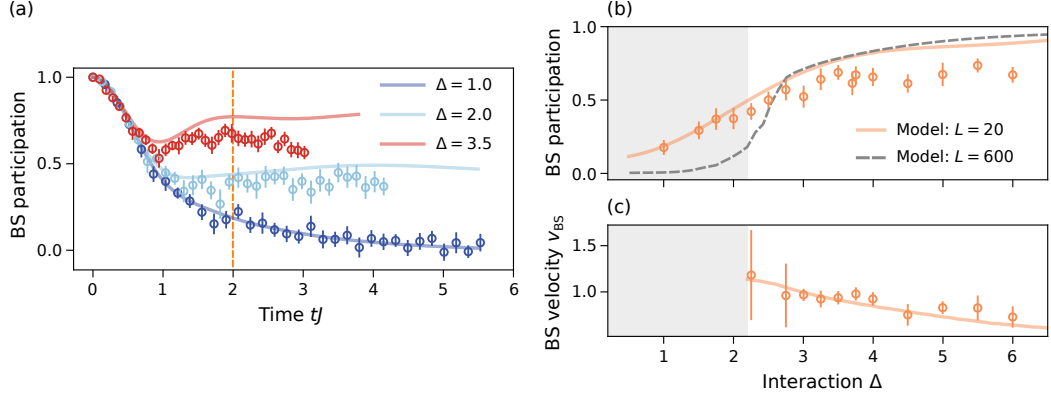 (a)
BS participation
1.0
0.5
0.0
Δ = 1.0
Δ = 2.0
Δ = 3.5
0
1
2
3
4
5
6
Time tJ
(b)
BS participation
1.0
0.5
0.0
Model: L = 20
Model: L = 600
(c)
BS velocity vBS
1.5
1.0
1
2
3
4
5
6
Interaction Δ